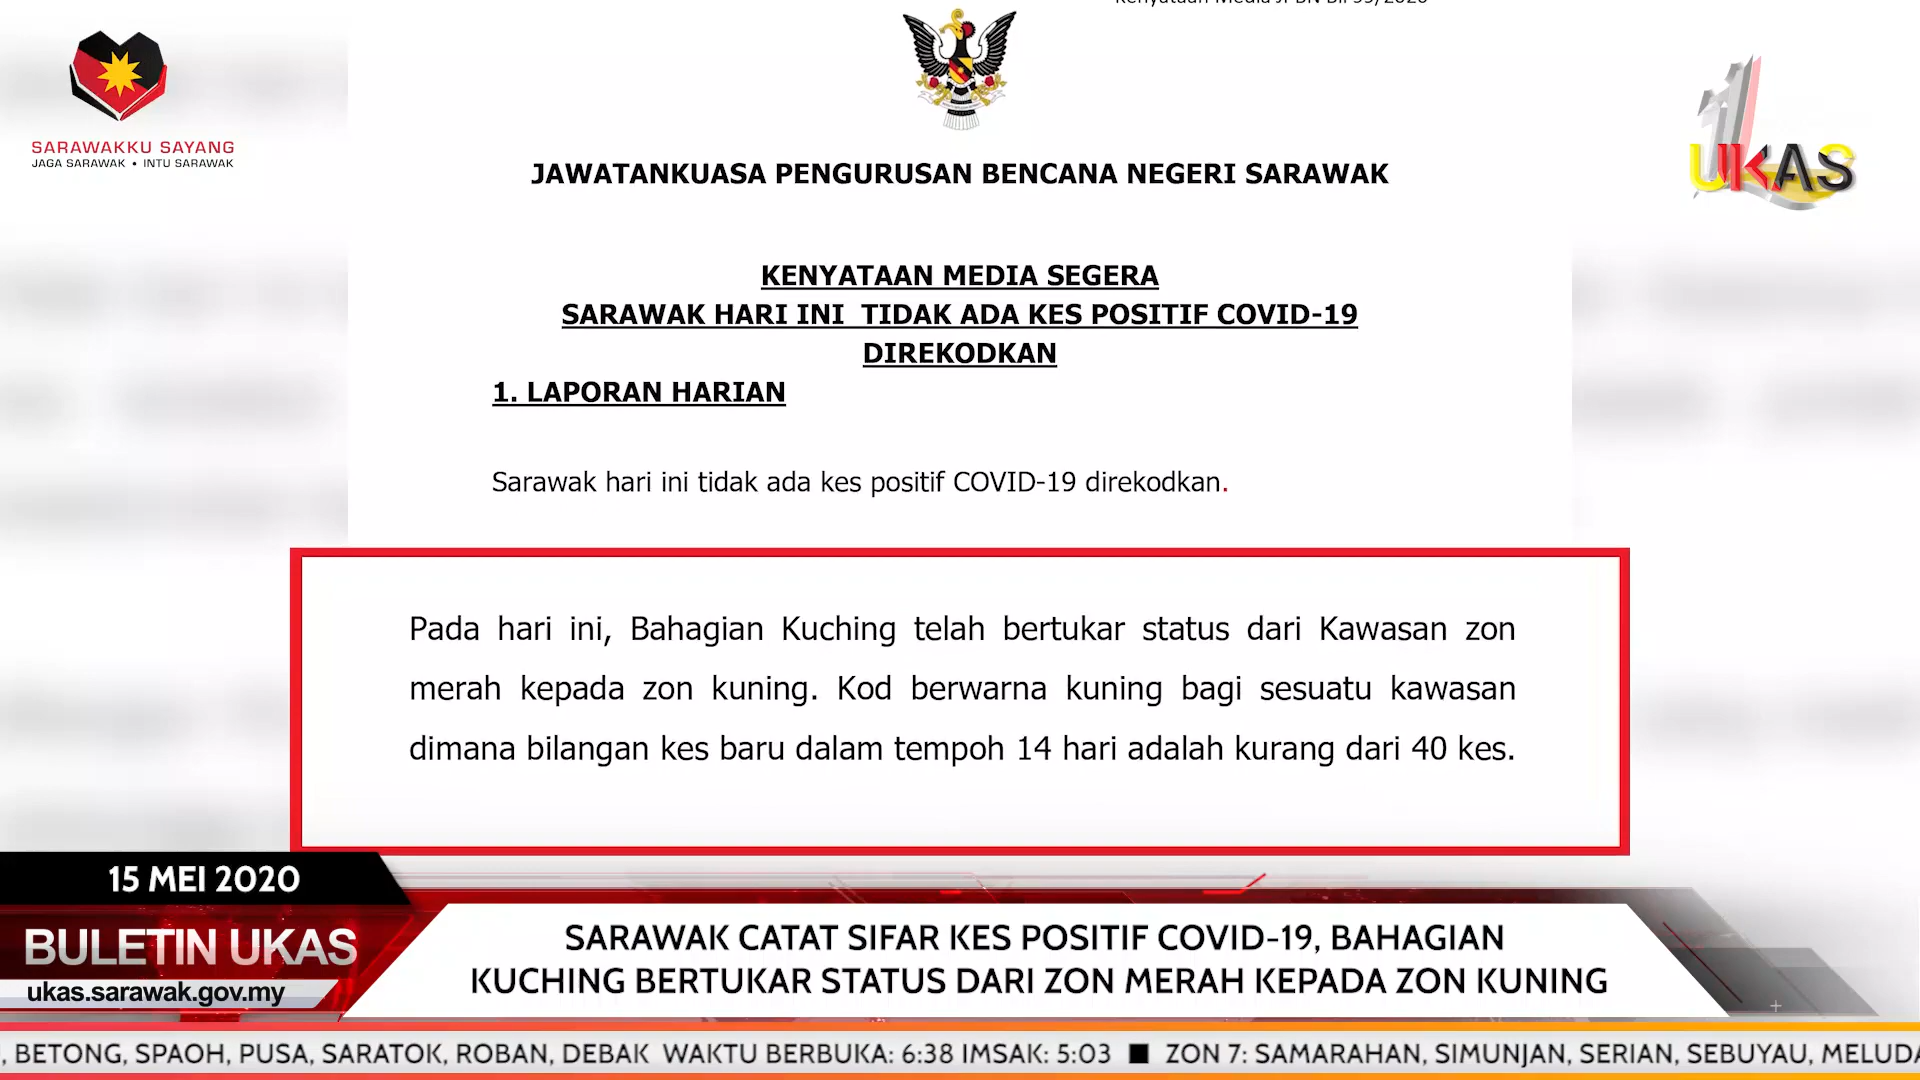 SARAWAKKU SAYANG
JAGA SARAWAK • INTU SARAWAK
UKAS
JAWATANKUASA PENGURUSAN BENCANA NEGERI SARAWAK
KENYATAAN MEDIA SEGERA
SARAWAK HARI INI TIDAK ADA KES POSITIF COVID-19
DIREKODKAN
1. LAPORAN HARIAN
Sarawak hari ini tidak ada kes positif COVID-19 direkodkan.
Pada hari ini, Bahagian Kuching telah bertukar status dari Kawasan zon
merah kepada zon kuning. Kod berwarna kuning bagi sesuatu kawasan
dimana bilangan kes baru dalam tempoh 14 hari adalah kurang dari 40 kes.
15 MEI 2020
BULETIN UKAS
ukas.sarawak.gov.my
SARAWAK CATAT SIFAR KES POSITIF COVID-19, BAHAGIAN
KUCHING BERTUKAR STATUS DARI ZON MERAH KEPADA ZON KUNING
, BETONG, SPAOH, PUSA, SARATOK, ROBAN, DEBAK WAKTU BERBUKA: 6:38 IMSAK: 5:03 ■ ZON 7: SAMARAHAN, SIMUNJAN, SERIAN, SEBUYAU,